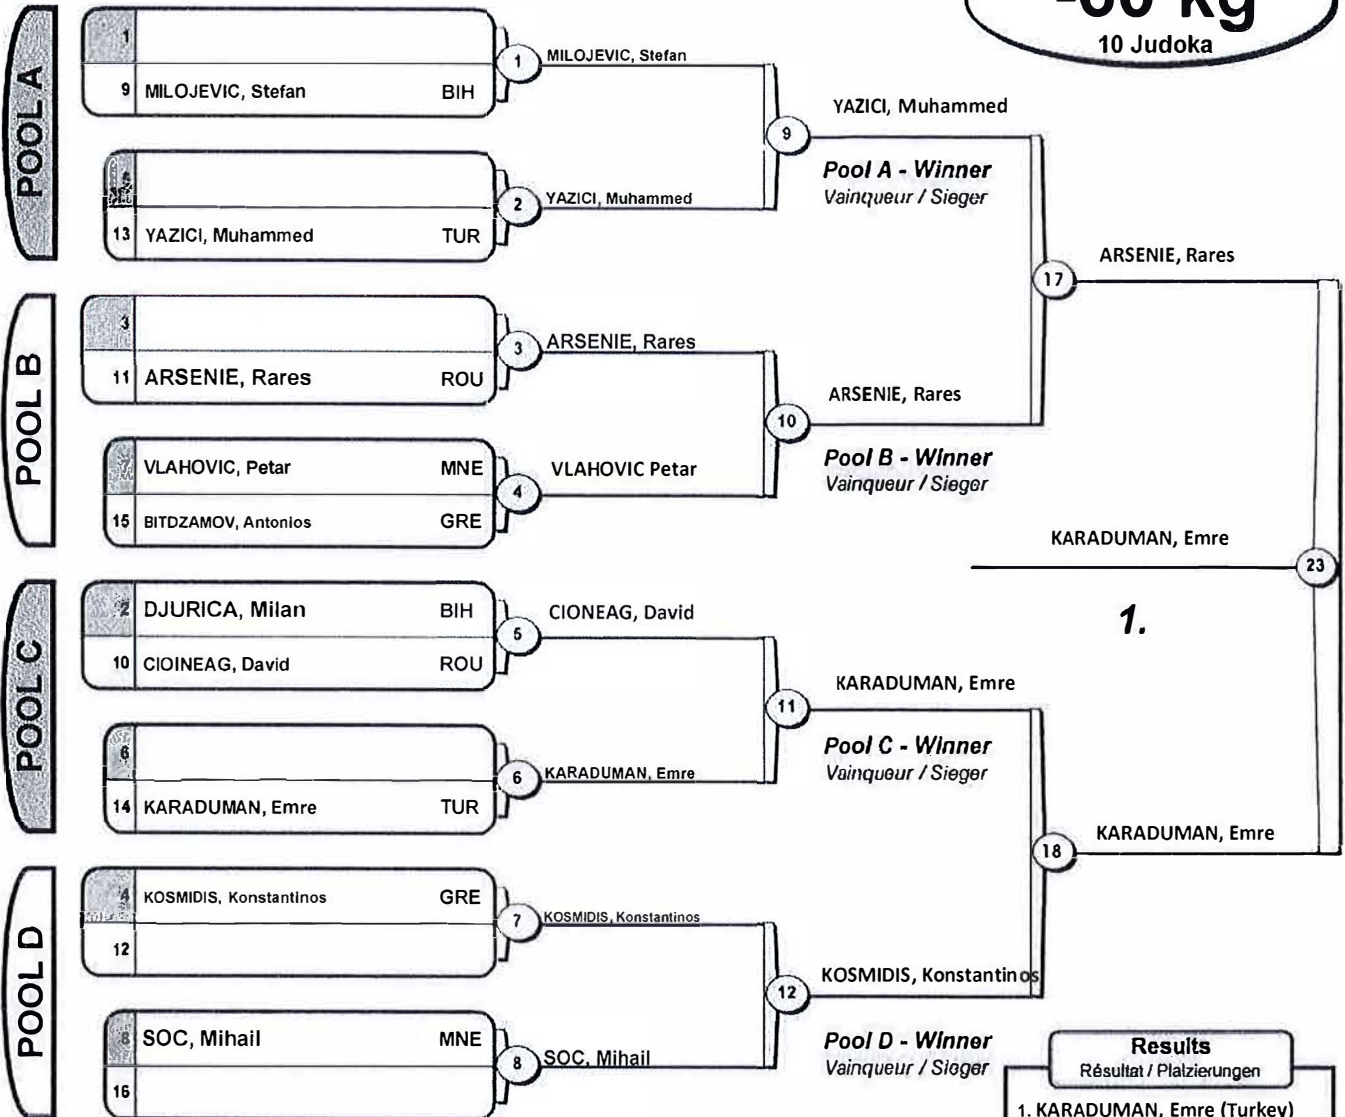 -60 kg
10 Judoka
POOL A
1
9 MILOJEVIC, Stefan BIH
1 MILOJEVIC, Stefan
13 YAZICI, Muhammed TUR
2 YAZICI, Muhammed
9 YAZICI, Muhammed
Pool A - Winner
Vainqueur / Sieger
POOL B
3
11 ARSENIE, Rares ROU
3 ARSENIE, Rares
7 VLAHOVIC, Petar MNE
15 BITDZAMOV, Antonios GRE
4 VLAHOVIC Petar
10 ARSENIE, Rares
Pool B - Winner
Vainqueur / Sieger
17 ARSENIE, Rares
POOL C
2 DJURICA, Milan BIH
10 CIOINEAG, David ROU
5 CIONEAG, David
6
14 KARADUMAN, Emre TUR
6 KARADUMAN, Emre
11 KARADUMAN, Emre
Pool C - Winner
Vainqueur / Sieger
POOL D
4 KOSMIDIS, Konstantinos GRE
12
7 KOSMIDIS, Konstantinos
8 SOC, Mihail MNE
16
8 SOC, Mihail
12 KOSMIDIS, Konstantinos
Pool D - Winner
Vainqueur / Sieger
18 KARADUMAN, Emre
KARADUMAN, Emre 23
1.
Results
Résultat / Platzierungen
1. KARADUMAN, Emre (Turkey)